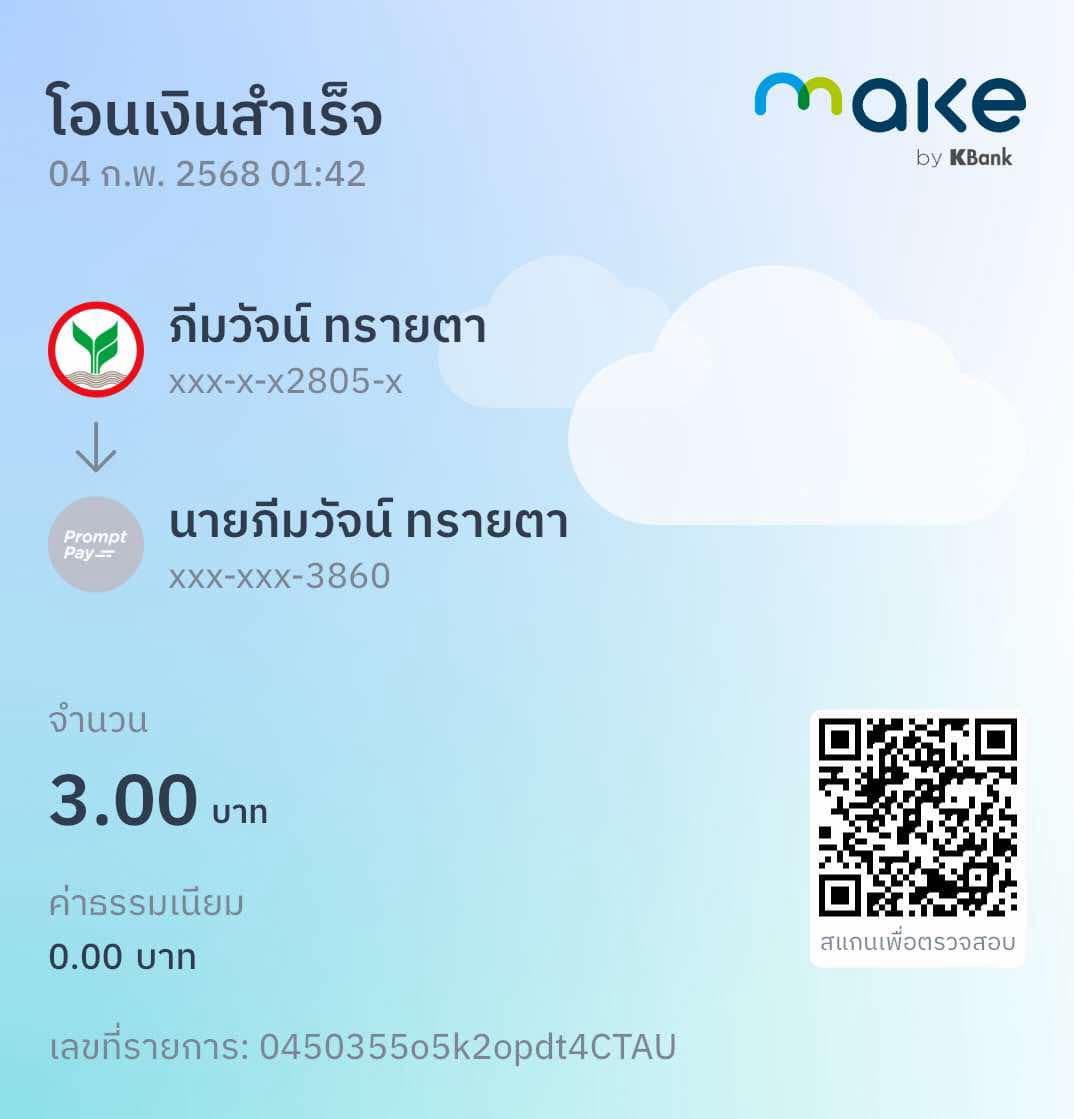 โอนเงินสำเร็จ
04 ก.พ. 2568 01:42
make
by KBank
ภีมวัจน์ ทรายตา
xxx-x-x2805-x
Prompt
Pay
นายภีมวัจน์ ทรายตา
xxx-xxx-3860
จำนวน
3.00 บาท
ค่าธรรมเนียม
0.00 บาท
สแกนเพื่อตรวจสอบ
เลขที่รายการ: 0450355o5k2opdt4CTAU